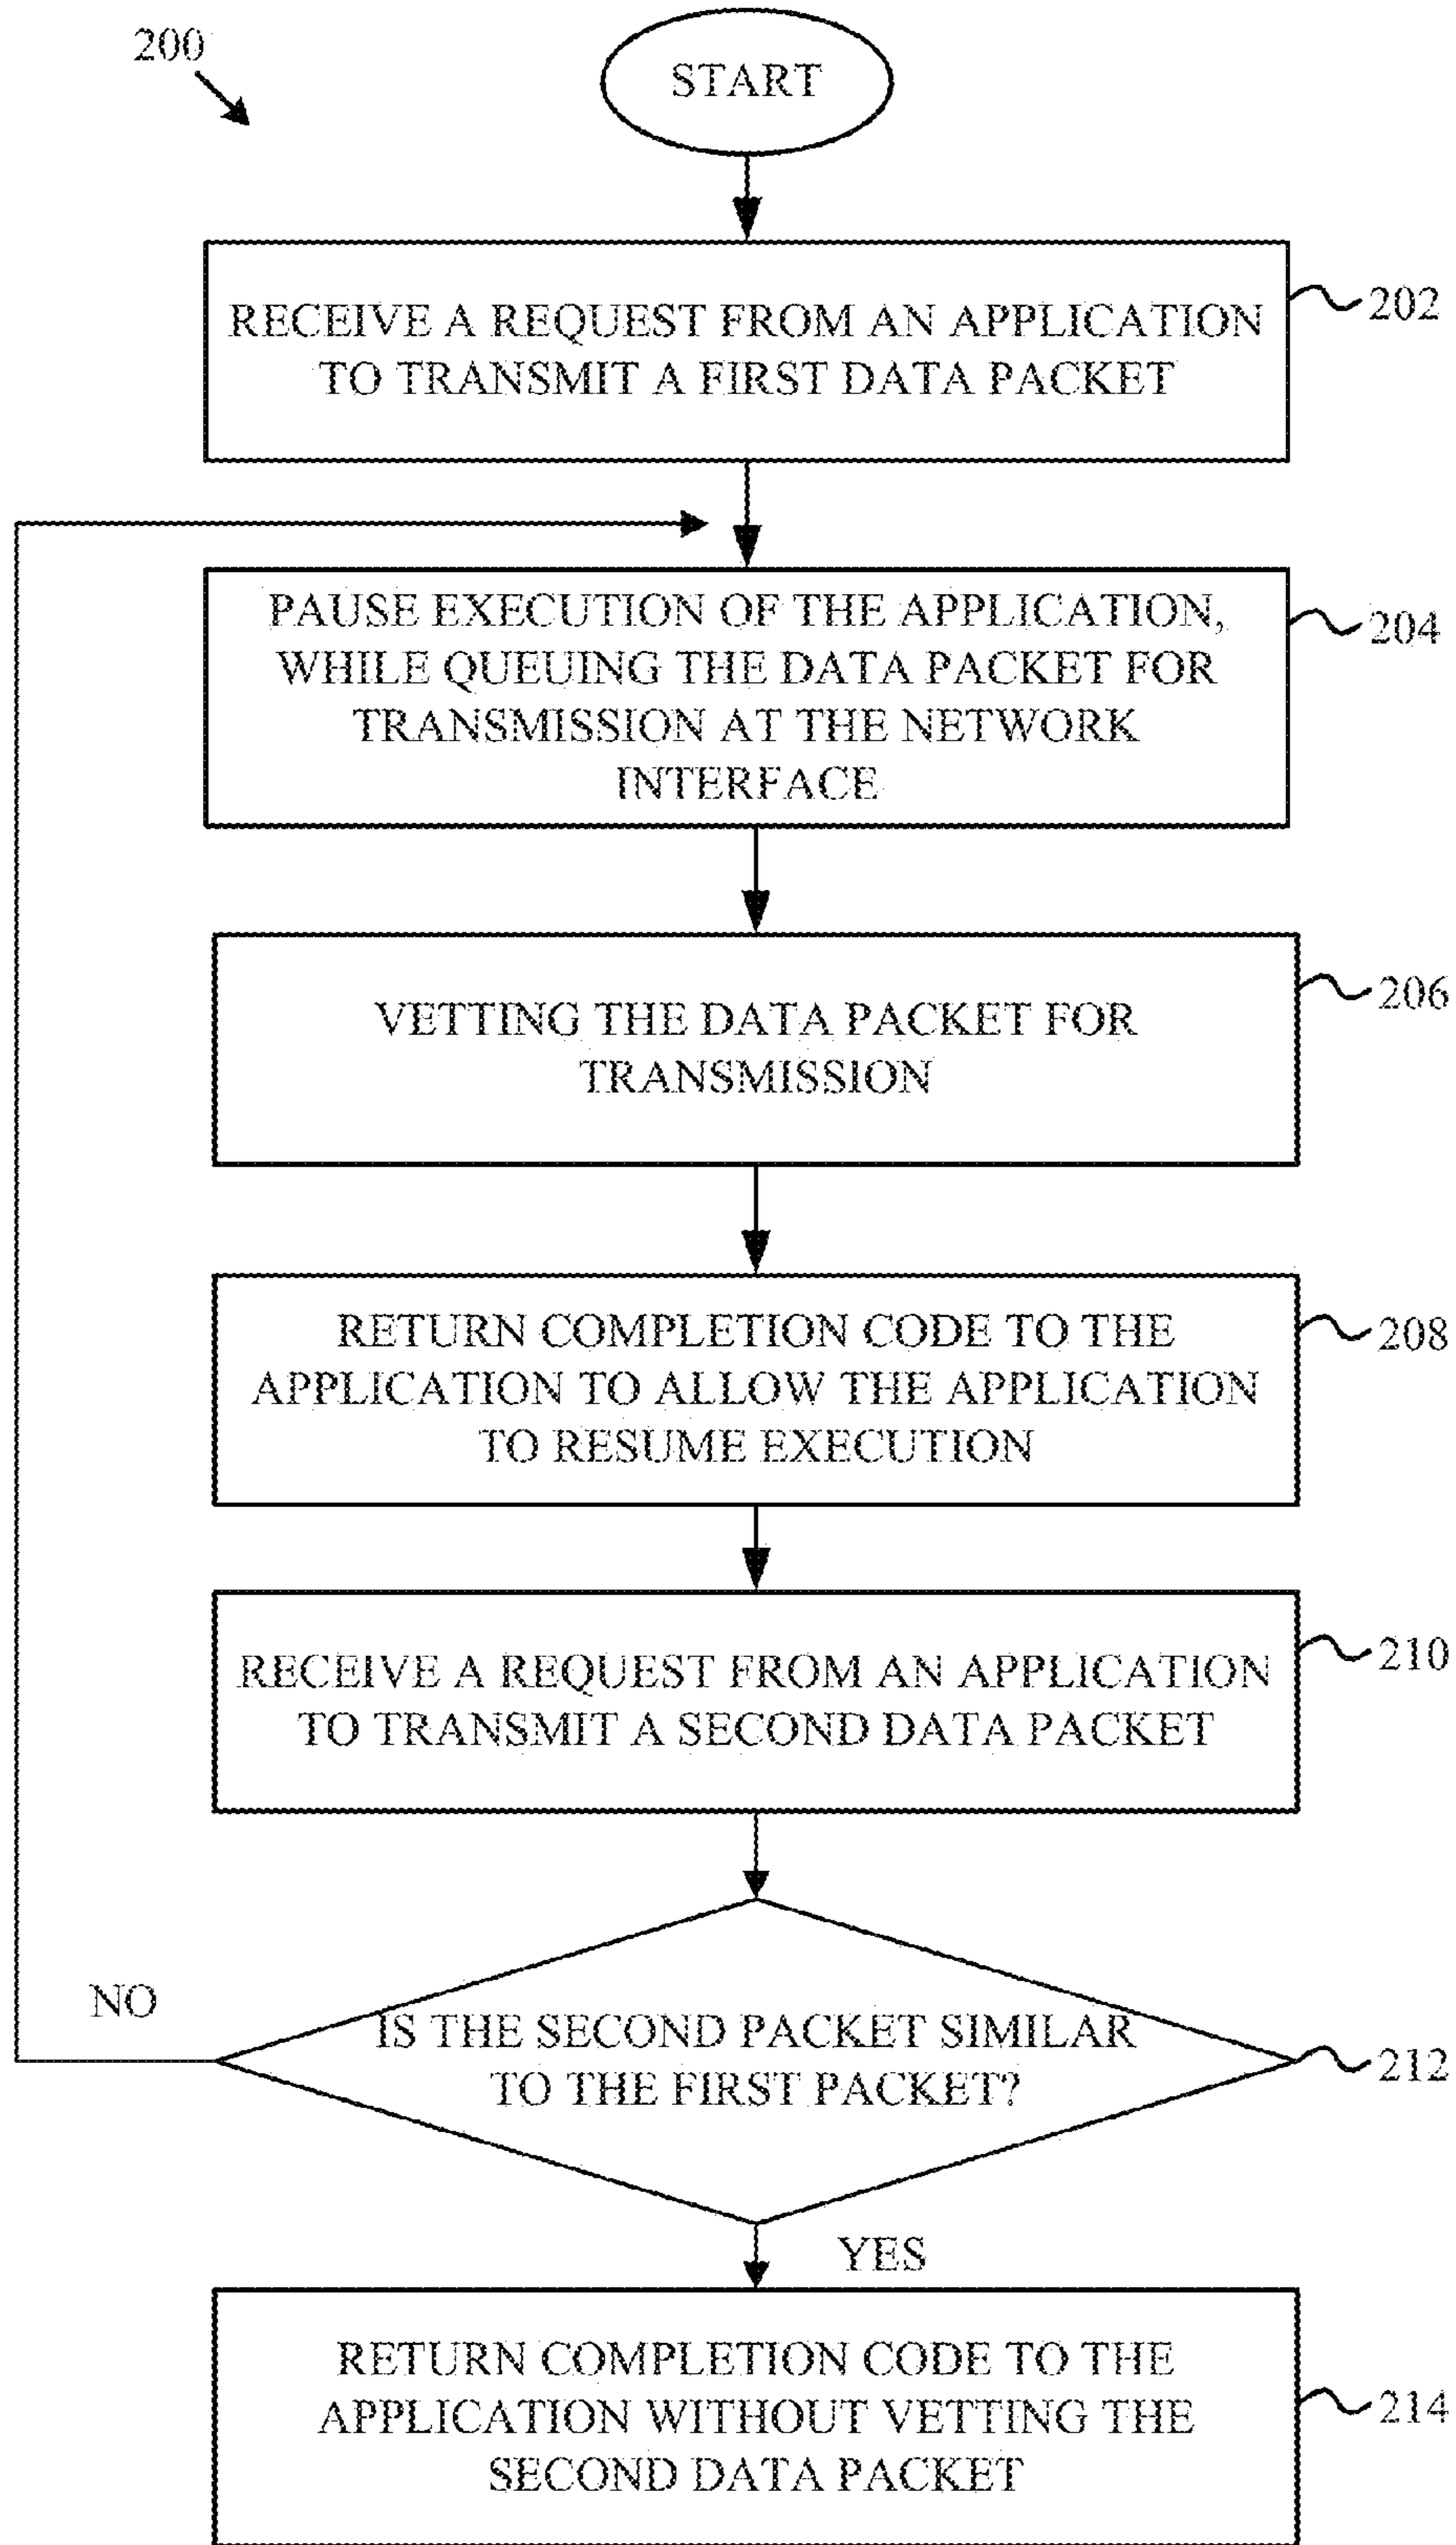 200
START
RECEIVE A REQUEST FROM AN APPLICATION
TO TRANSMIT A FIRST DATA PACKET
202
PAUSE EXECUTION OF THE APPLICATION,
WHILE QUEUING THE DATA PACKET FOR
TRANSMISSION AT THE NETWORK
INTERFACE
204
VETTING THE DATA PACKET FOR
TRANSMISSION
206
RETURN COMPLETION CODE TO THE
APPLICATION TO ALLOW THE APPLICATION
TO RESUME EXECUTION
208
RECEIVE A REQUEST FROM AN APPLICATION
TO TRANSMIT A SECOND DATA PACKET
210
NO
IS THE SECOND PACKET SIMILAR
TO THE FIRST PACKET?
212
YES
RETURN COMPLETION CODE TO THE
APPLICATION WITHOUT VETTING THE
SECOND DATA PACKET
214